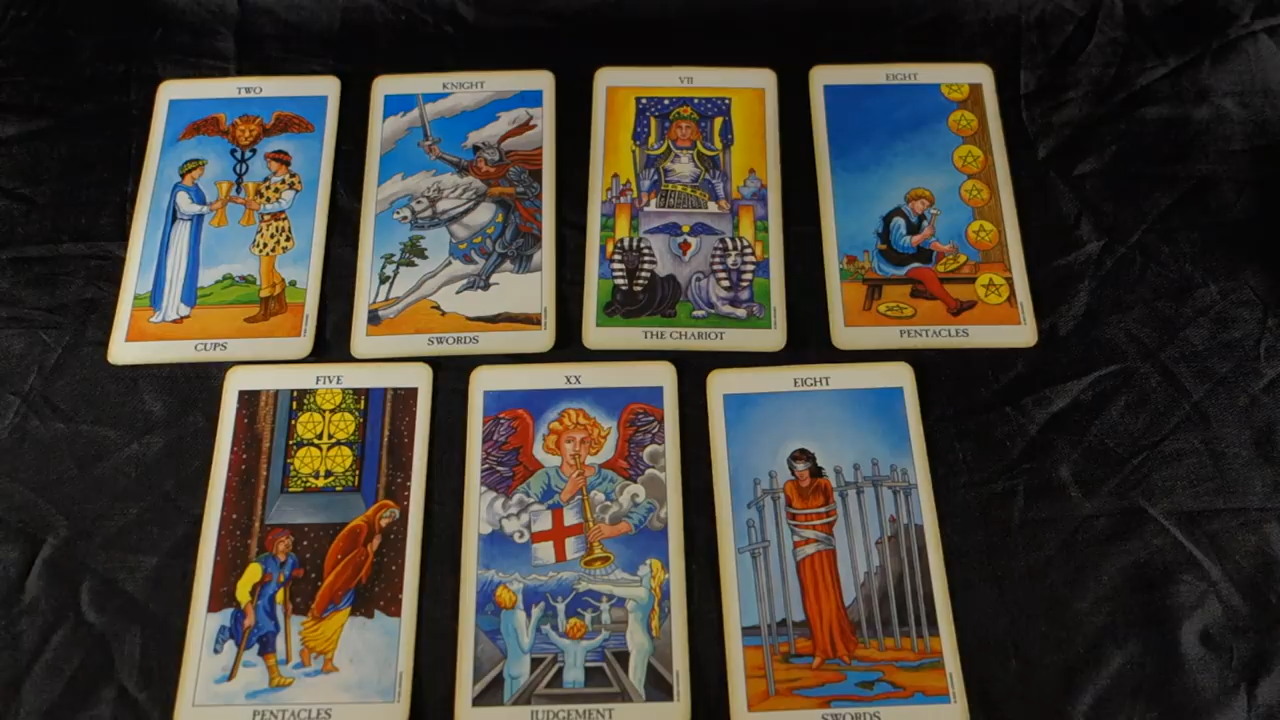 TWO
CUPS
KNIGHT
SWORDS
VII
THE CHARIOT
EIGHT
PENTACLES
FIVE
PENTACLES
XX
JUDGEMENT
EIGHT
SWORDS